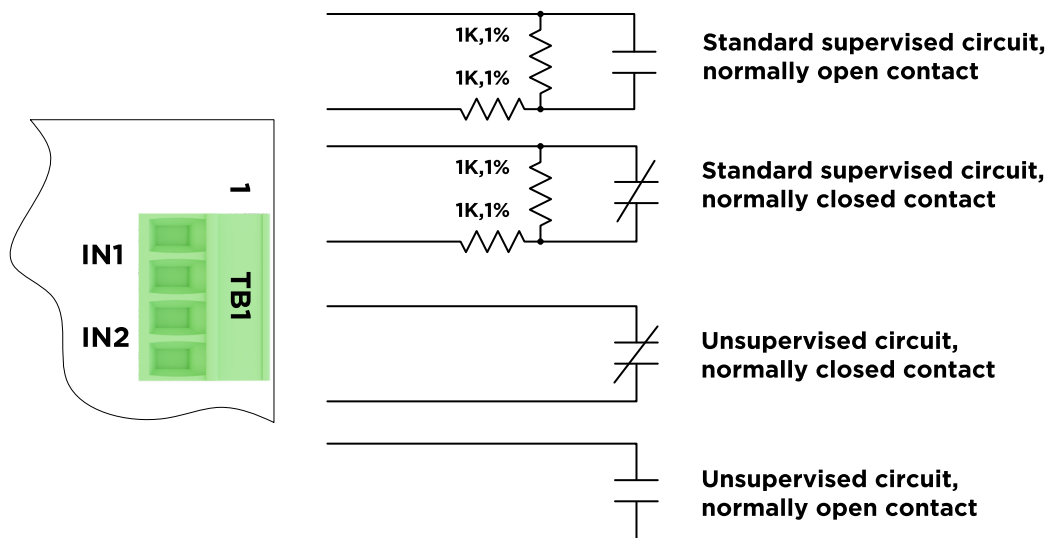 1K,1%
1K,1%
Standard supervised circuit,
normally open contact
1K,1%
1K,1%
Standard supervised circuit,
normally closed contact
1
IN1
TB1
IN2
Unsupervised circuit,
normally closed contact
Unsupervised circuit,
normally open contact